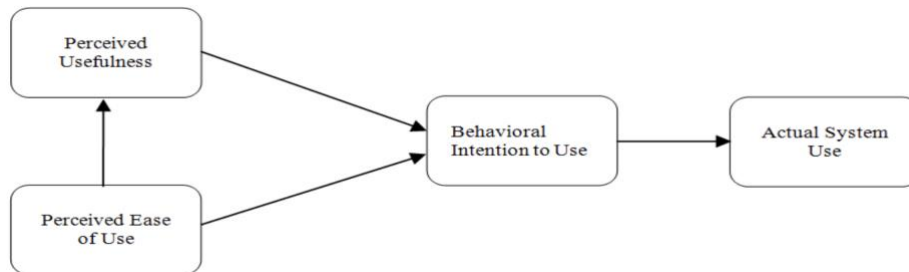 Perceived
Usefulness
Behavioral
Intention to Use
Actual System
Use
Perceived Ease
of Use